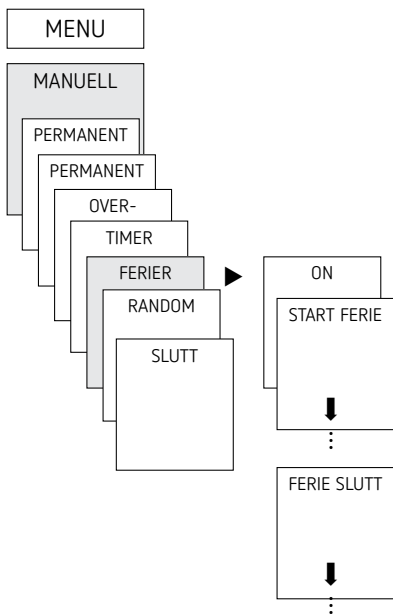 MENU
MANUELL
PERMANENT
PERMANENT
OVER-
TIMER
FERIER
RANDOM
SLUTT
ON
START FERIE
FERIE SLUTT